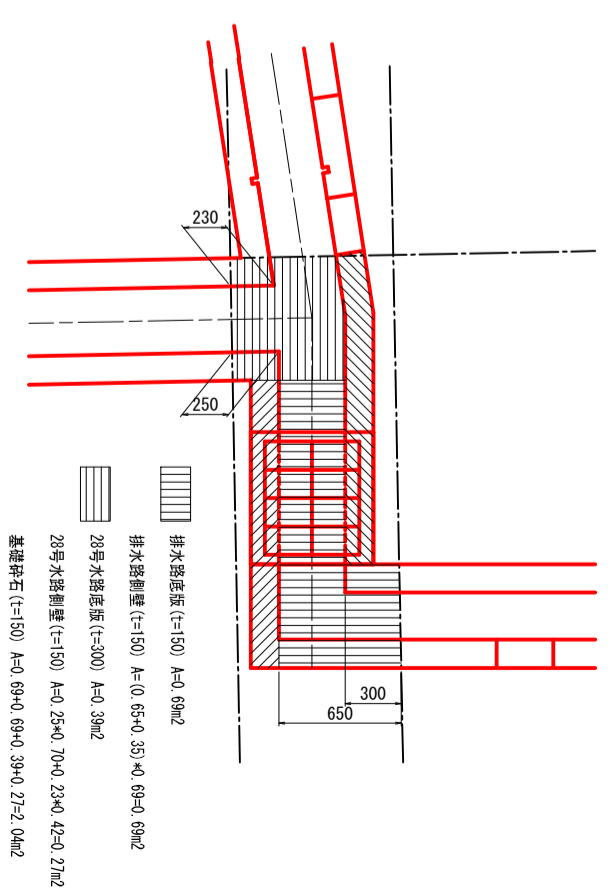 230
250
300
650
排水路底版(t=150) A=0.69m2
排水路側壁(t=150) A=(0.65+0.35)*0.69=0.69m2
28号水路底版(t=300) A=0.39m2
28号水路側壁(t=150) A=0.25*0.70+0.23*0.42=0.27m2
基礎砕石(t=150) A=0.69+0.69+0.39+0.27=2.04m2